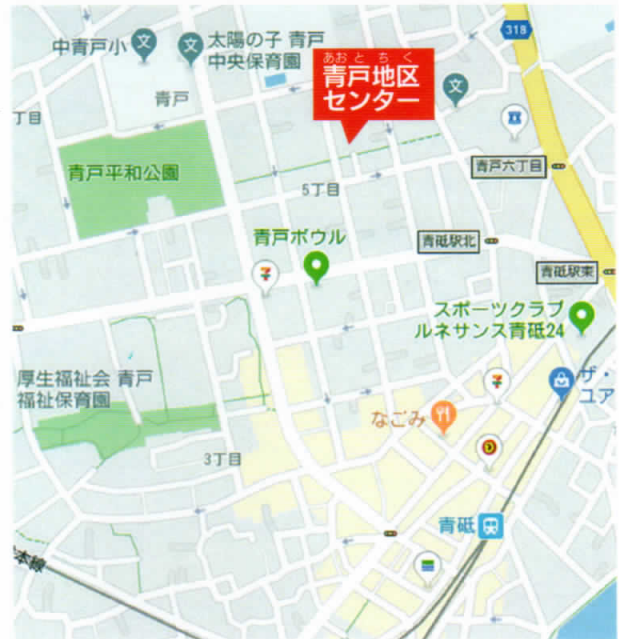 318
中青戸小
太陽の子 青戸
中央保育園
あおとちく
青戸地区
センター
青戸
丁目
青戸六丁目
青戸平和公園
5丁目
青戸ボウル
青砥駅北
青砥駅東
スポーツクラブ
ルネサンス青砥24
厚生福祉会 青戸
福祉保育園
ザ・
ユア
なごみ
3丁目
青砥
本線